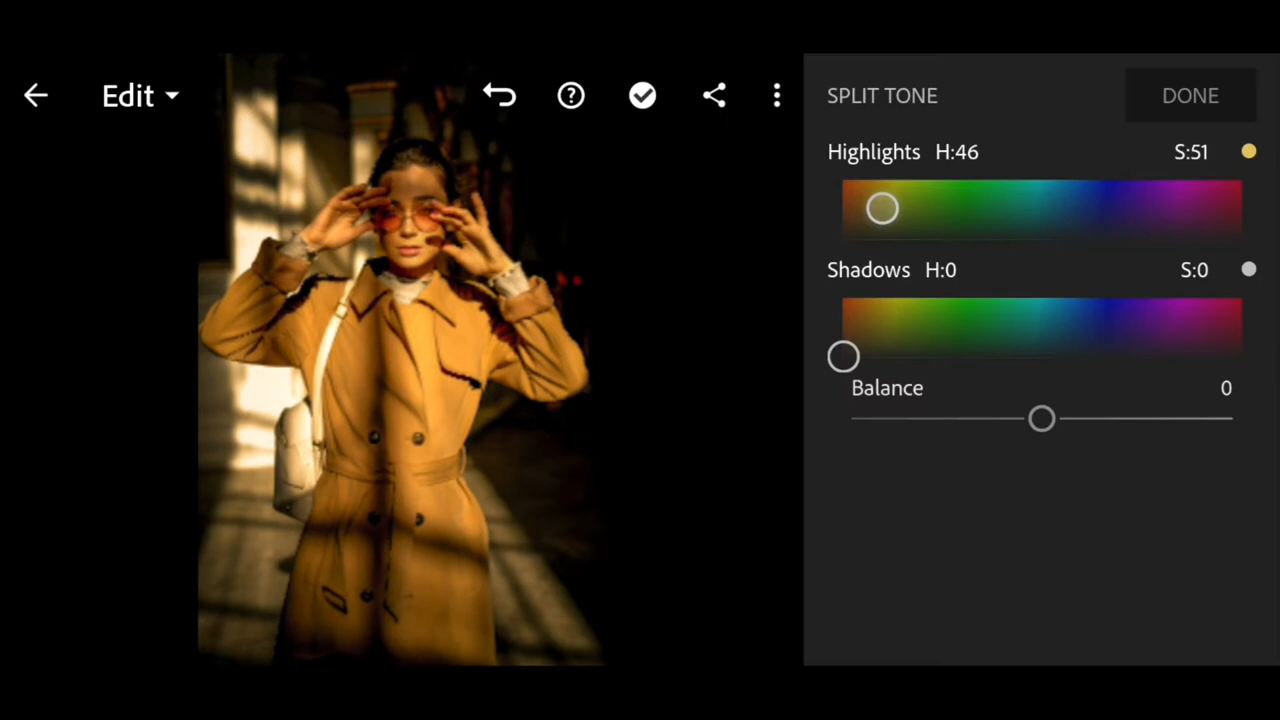 Edit
SPLIT TONE
DONE
Highlights H:46 S:51
Shadows H:0 S:0
Balance 0